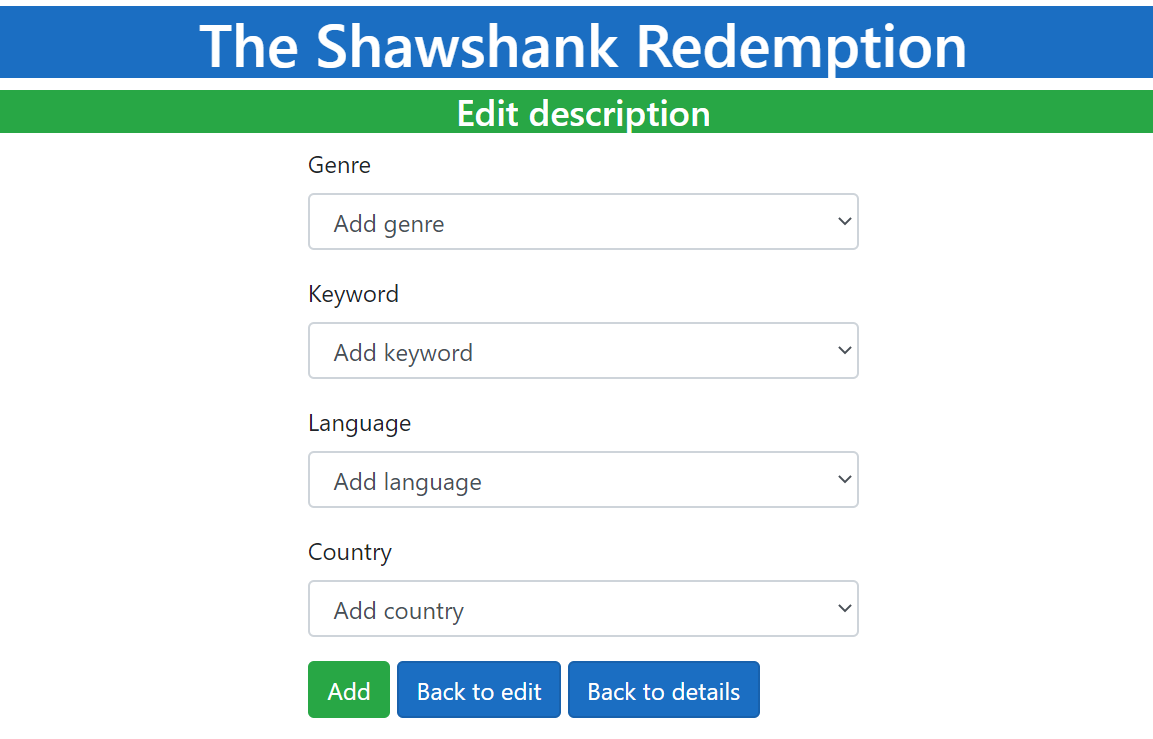 The Shawshank Redemption
Edit description
Genre
Add genre
Keyword
Add keyword
Language
Add language
Country
Add country
Add Back to edit Back to details